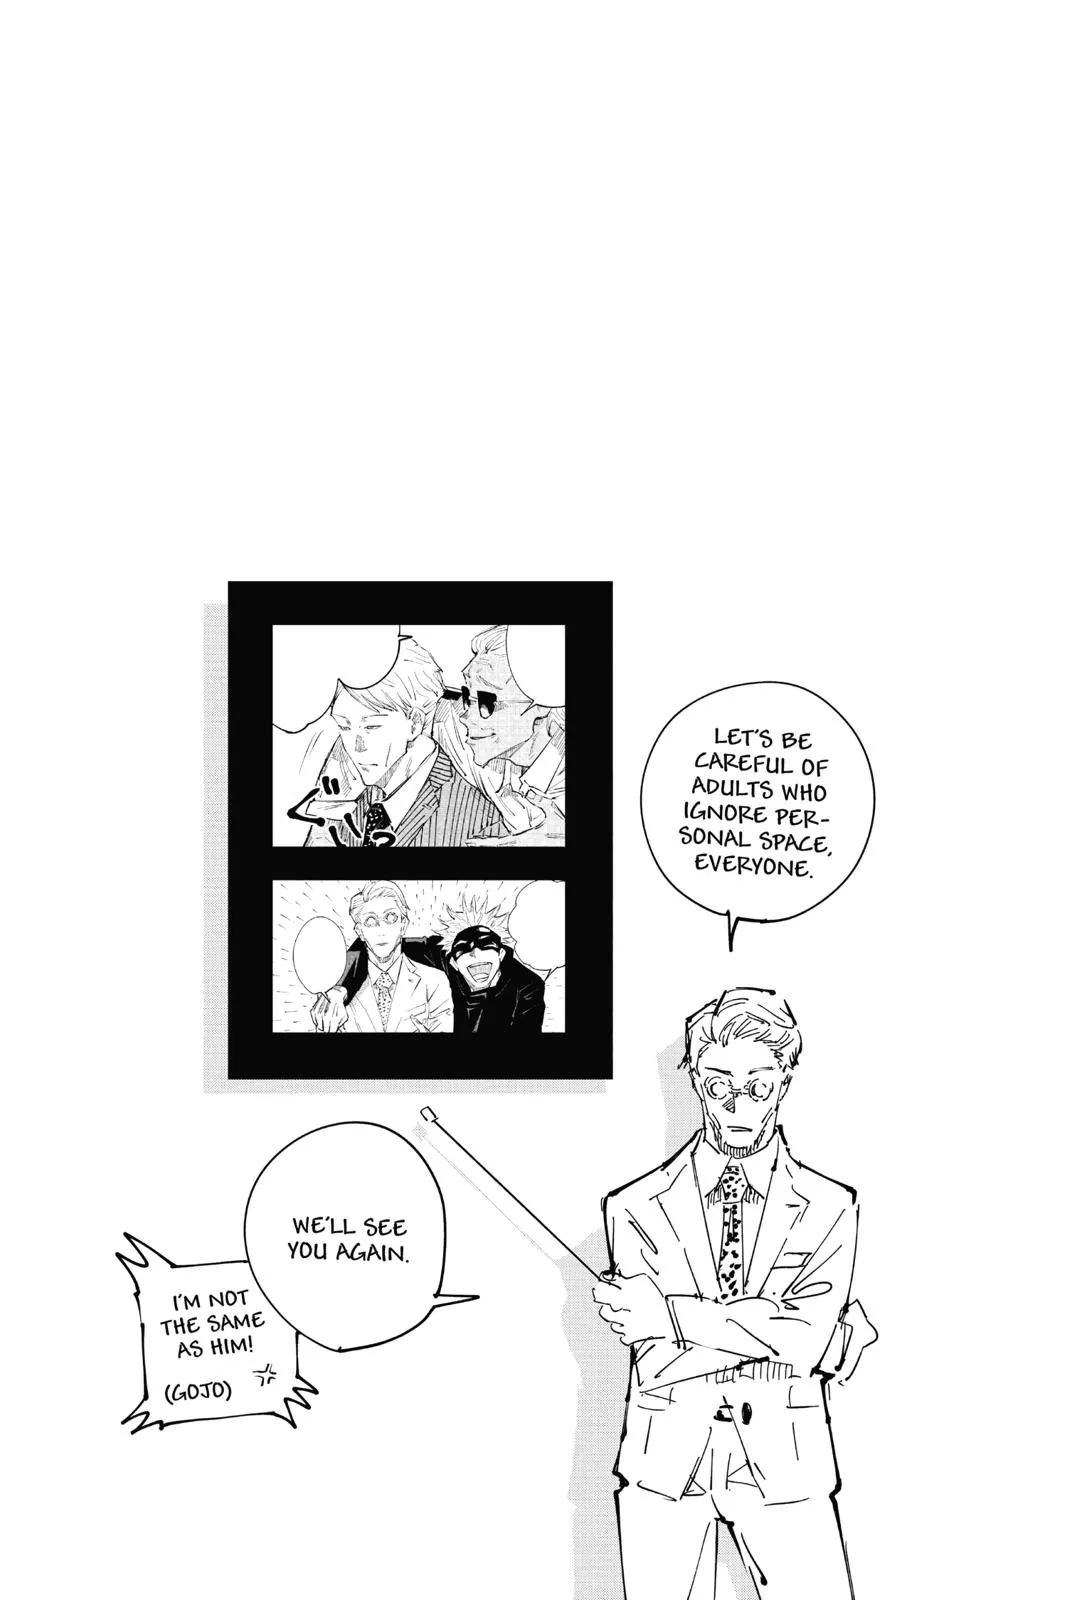 LET'S BE
CAREFUL OF
ADULTS WHO
IGNORE PER-
SONAL SPACE,
EVERYONE.
WE'LL SEE
YOU AGAIN.
I'M NOT
THE SAME
AS HIM!
(GOJO)